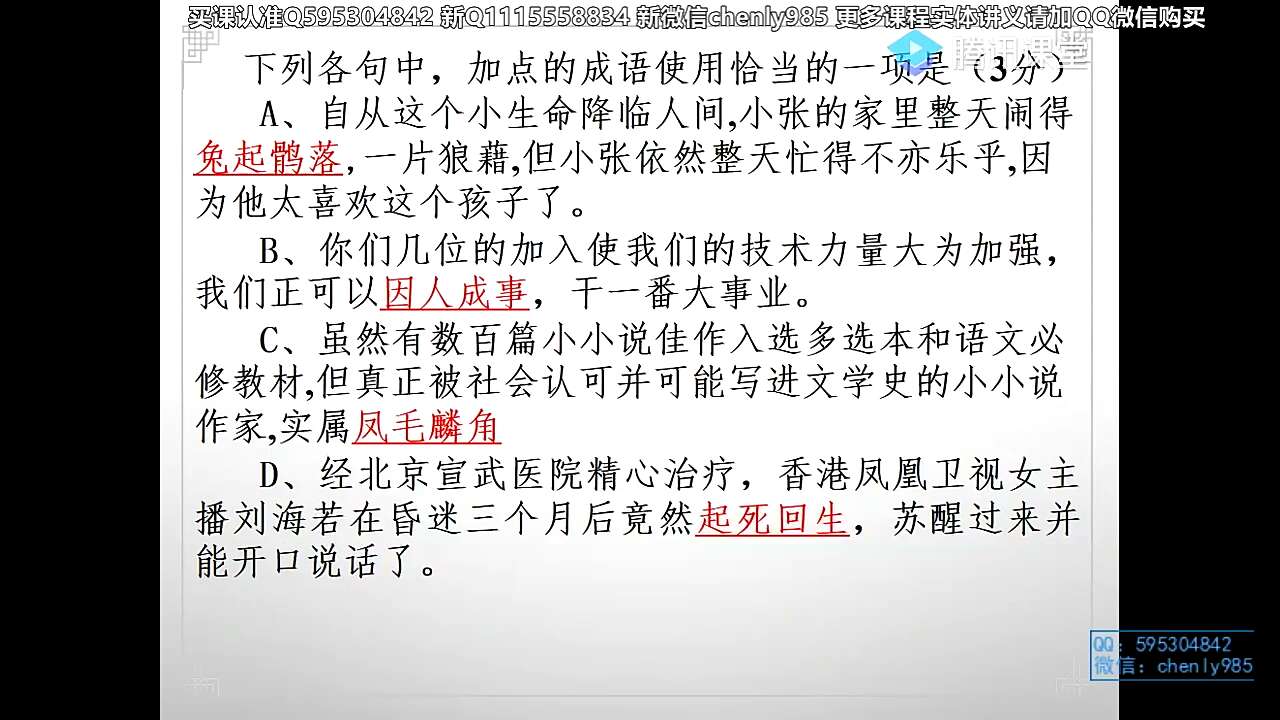 买课认准Q595304842 新Q1115558834 新微信chenly985 更多课程实体讲义请加QQ微信购买
腾讯课堂
下列各句中，加点的成语使用恰当的一项是（3分）
A、自从这个小生命降临人间,小张的家里整天闹得
兔起鹘落,一片狼藉,但小张依然整天忙得不亦乐乎,因
为他太喜欢这个孩子了。
B、你们几位的加入使我们的技术力量大为加强，
我们正可以因人成事，干一番大事业。
C、虽然有数百篇小小说佳作入选多选本和语文必
修教材,但真正被社会认可并可能写进文学史的小小说
作家,实属凤毛麟角
D、经北京宣武医院精心治疗，香港凤凰卫视女主
播刘海若在昏迷三个月后竟然起死回生，苏醒过来并
能开口说话了。
QQ：595304842
微信：chenly985